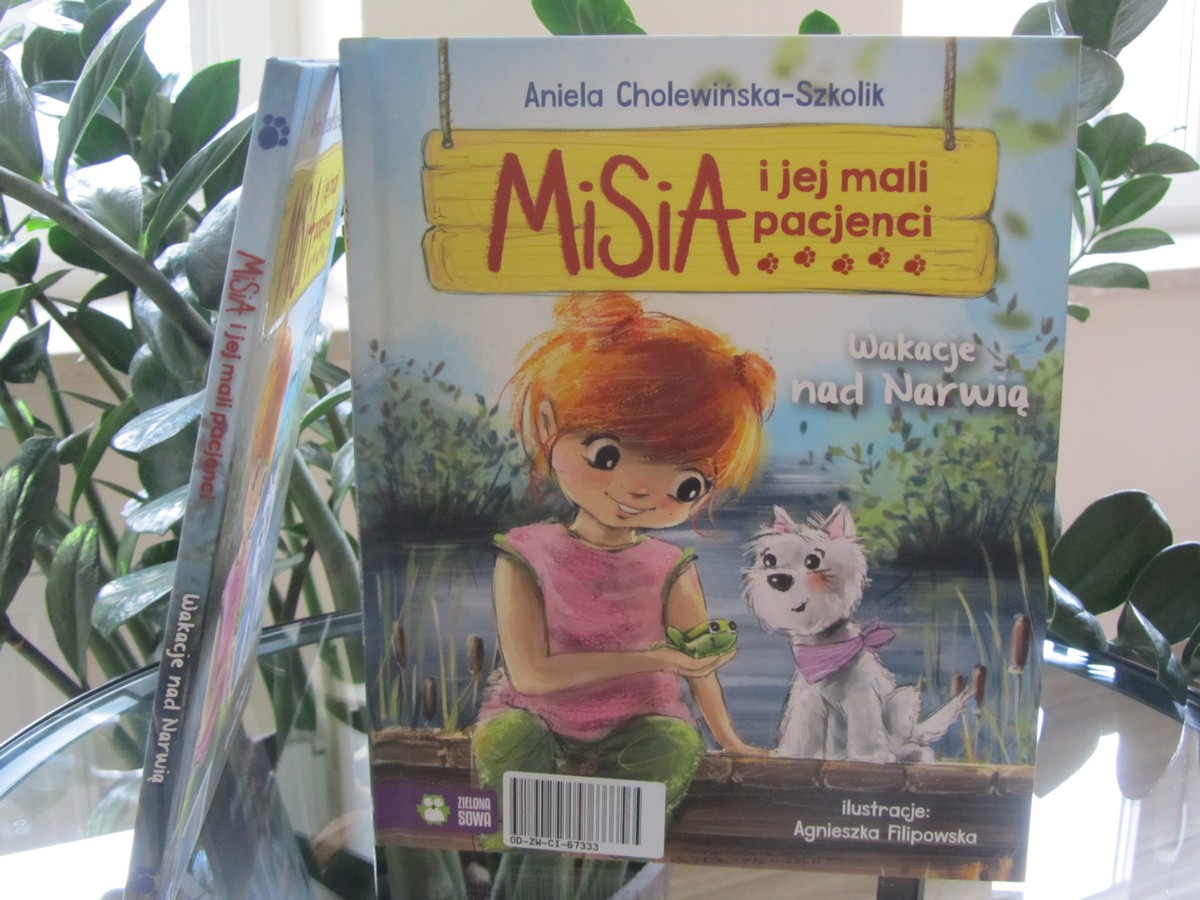 Aniela Cholewińska-Szkolik
MiSiA
i jej mali
pacjenci
Wakacje
nad Narwią
ZIELONA
SOWA
OD-ZW-CI-67333
ilustracje:
Agnieszka Filipowska
MiSiA i jej mali pacjenci
Wakacje nad Narwią